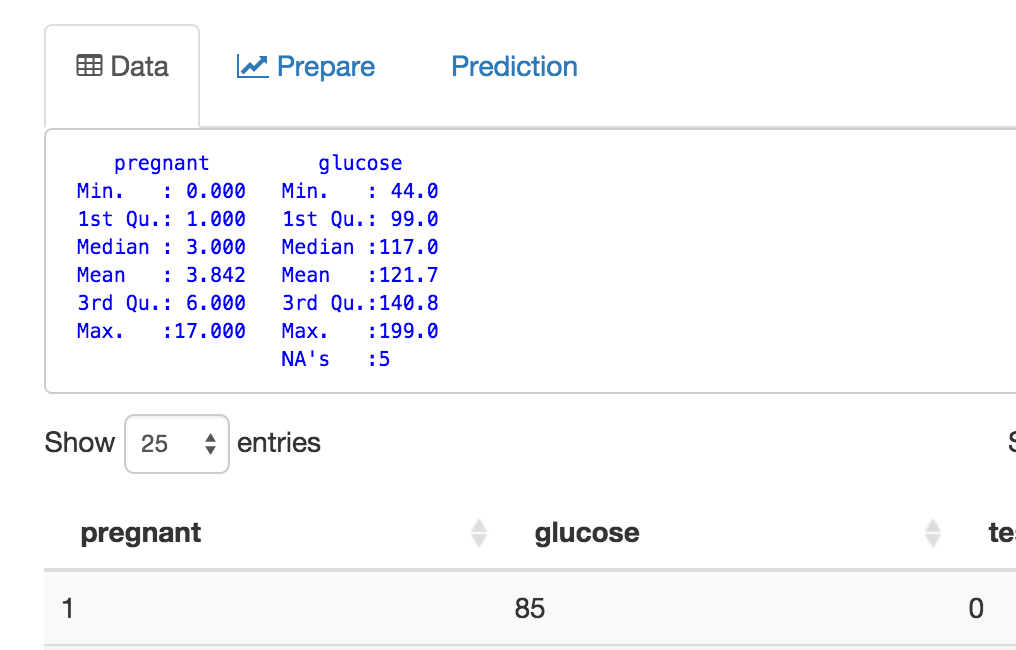 Data Prepare Prediction
pregnant glucose
Min. : 0.000 Min. : 44.0
1st Qu.: 1.000 1st Qu.: 99.0
Median : 3.000 Median :117.0
Mean : 3.842 Mean :121.7
3rd Qu.: 6.000 3rd Qu.:140.8
Max. :17.000 Max. :199.0
NA's :5
Show 25 entries
pregnant glucose
1 85 0